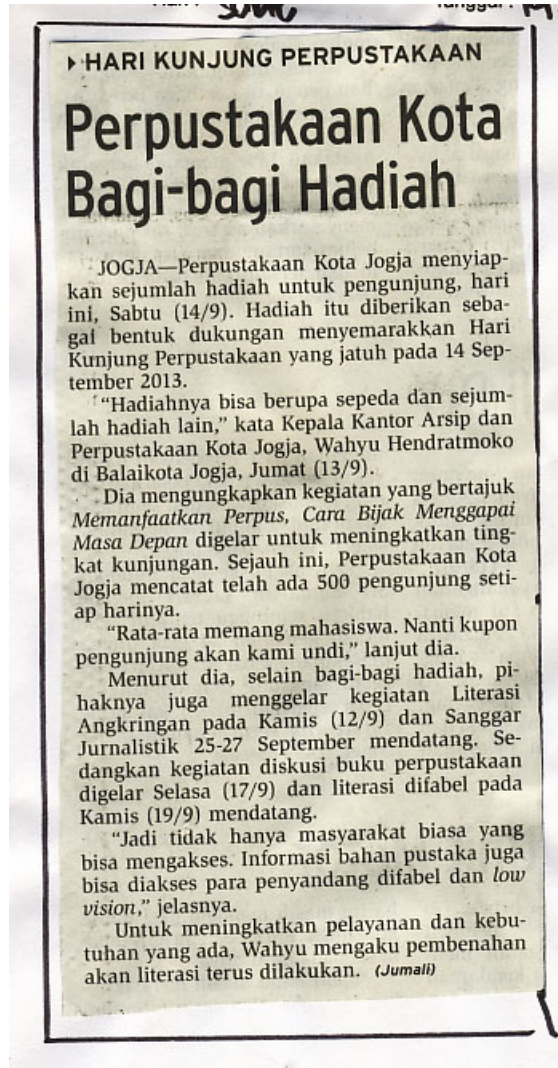 HARI KUNJUNG PERPUSTAKAAN
Perpustakaan Kota
Bagi-bagi Hadiah
JOGJA—Perpustakaan Kota Jogja menyiap-
kan sejumlah hadiah untuk pengunjung, hari
ini, Sabtu (14/9). Hadiah itu diberikan seba-
gai bentuk dukungan menyemarakkan Hari
Kunjung Perpustakaan yang jatuh pada 14 Sep-
tember 2013.
“Hadiahnya bisa berupa sepeda dan sejum-
lah hadiah lain,” kata Kepala Kantor Arsip dan
Perpustakaan Kota Jogja, Wahyu Hendratmoko
di Balaikota Jogja, Jumat (13/9).
Dia mengungkapkan kegiatan yang bertajuk
Memanfaatkan Perpus, Cara Bijak Menggapai
Masa Depan digelar untuk meningkatkan ting-
kat kunjungan. Sejauh ini, Perpustakaan Kota
Jogja mencatat telah ada 500 pengunjung seti-
ap harinya.
“Rata-rata memang mahasiswa. Nanti kupon
pengunjung akan kami undi,” lanjut dia.
Menurut dia, selain bagi-bagi hadiah, pi-
haknya juga menggelar kegiatan Literasi
Angkringan pada Kamis (12/9) dan Sanggar
Jurnalistik 25-27 September mendatang. Se-
dangkan kegiatan diskusi buku perpustakaan
digelar Selasa (17/9) dan literasi difabel pada
Kamis (19/9) mendatang.
“Jadi tidak hanya masyarakat biasa yang
bisa mengakses. Informasi bahan pustaka juga
bisa diakses para penyandang difabel dan low
vision,” jelasnya.
Untuk meningkatkan pelayanan dan kebu-
tuhan yang ada, Wahyu mengaku pembenahan
akan literasi terus dilakukan. (Jumali)